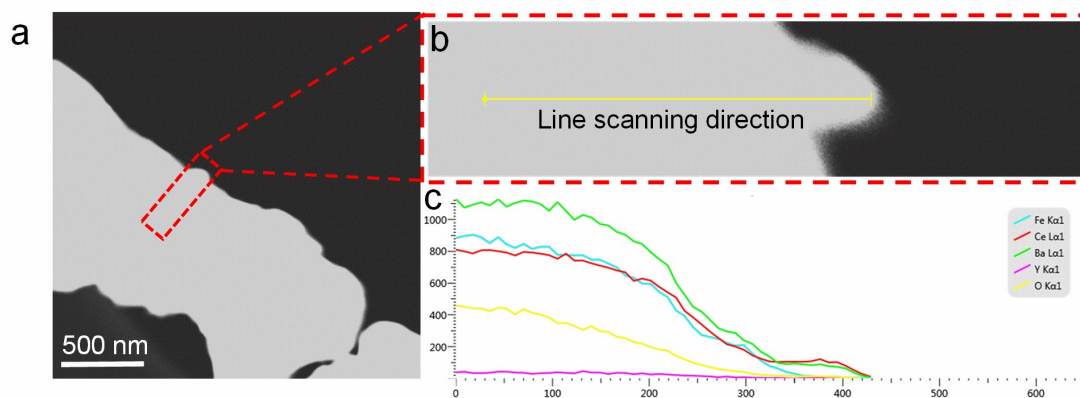 a
500 nm
b
Line scanning direction
c
1000
800
600
400
200
0
100
200
300
400
500
600
Fe Kα1
Ce Lα1
Ba Lα1
Y Kα1
O Kα1